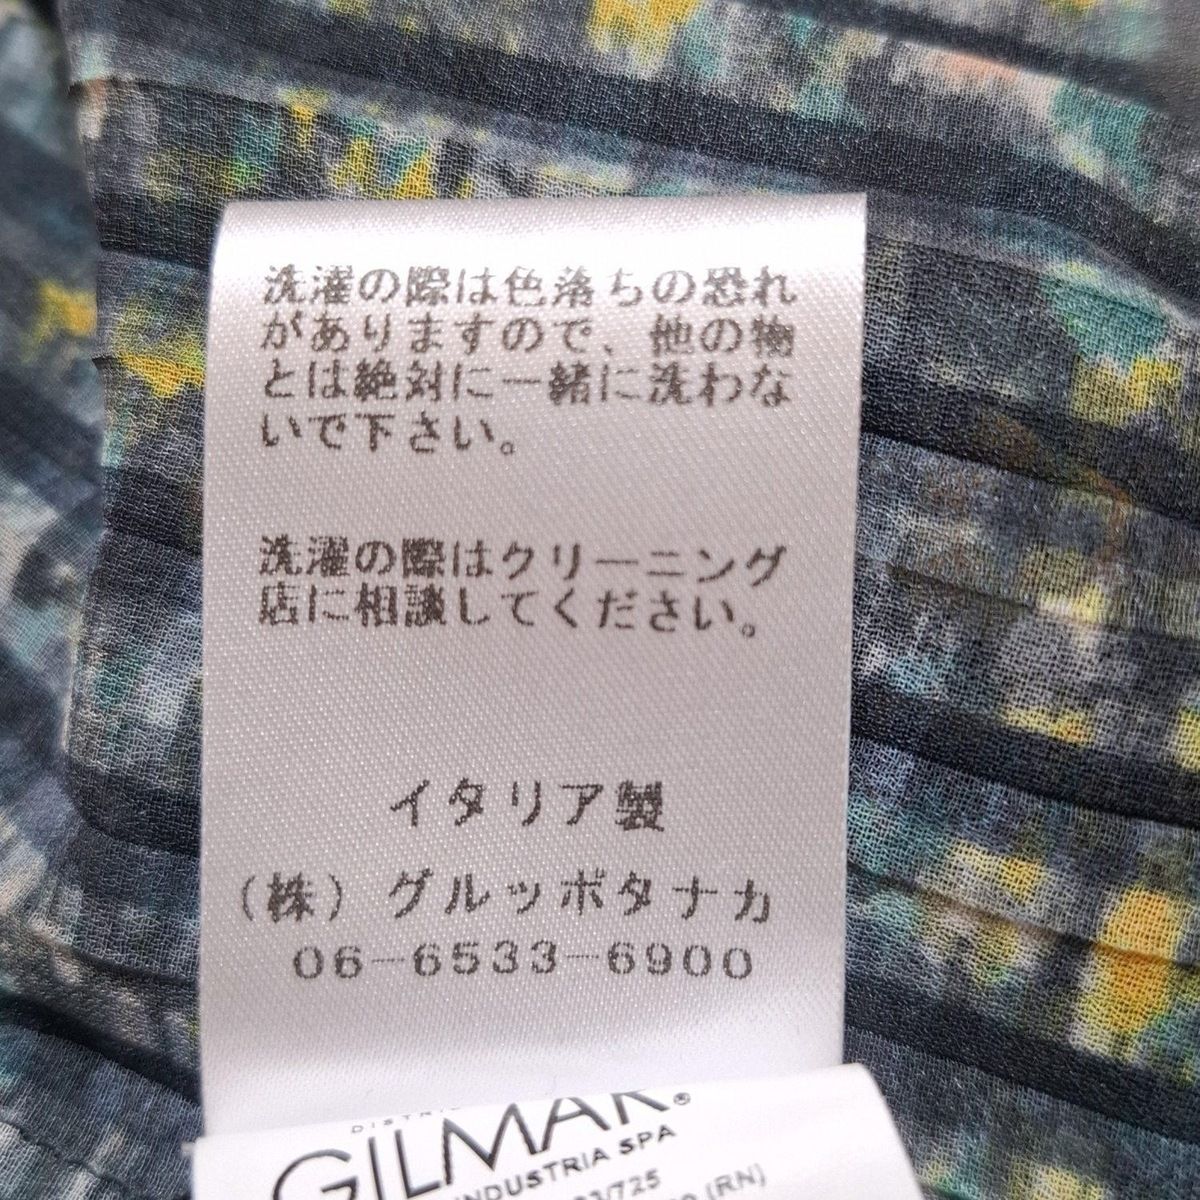 洗濯の際は色落ちの恐れ
がありますので、他の物
とは絶対に一緒に洗わな
いで下さい。
洗濯の際はクリーニング
店に相談してください。
イタリア製
（株）グルッポタナカ
06-6533-6900
GILMAR®
INDUSTRIA SPA
(RN)